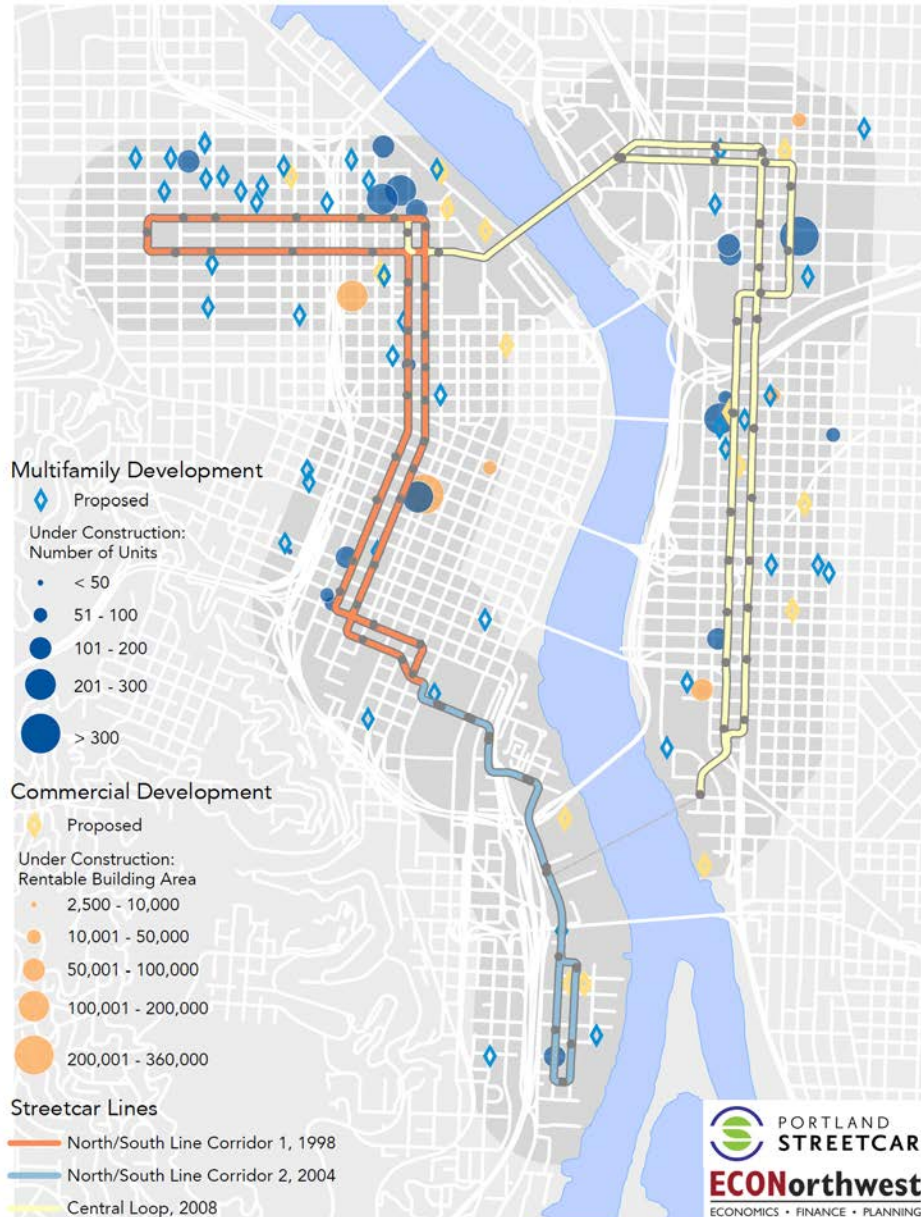 Multifamily Development
Proposed
Under Construction:
Number of Units
< 50
51 - 100
101 - 200
201 - 300
> 300
Commercial Development
Proposed
Under Construction:
Rentable Building Area
2,500 - 10,000
10,001 - 50,000
50,001 - 100,000
100,001 - 200,000
200,001 - 360,000
Streetcar Lines
North/South Line Corridor 1, 1998
North/South Line Corridor 2, 2004
Central Loop, 2008
PORTLAND
STREETCAR
ECONorthwest
ECONOMICS • FINANCE • PLANNING